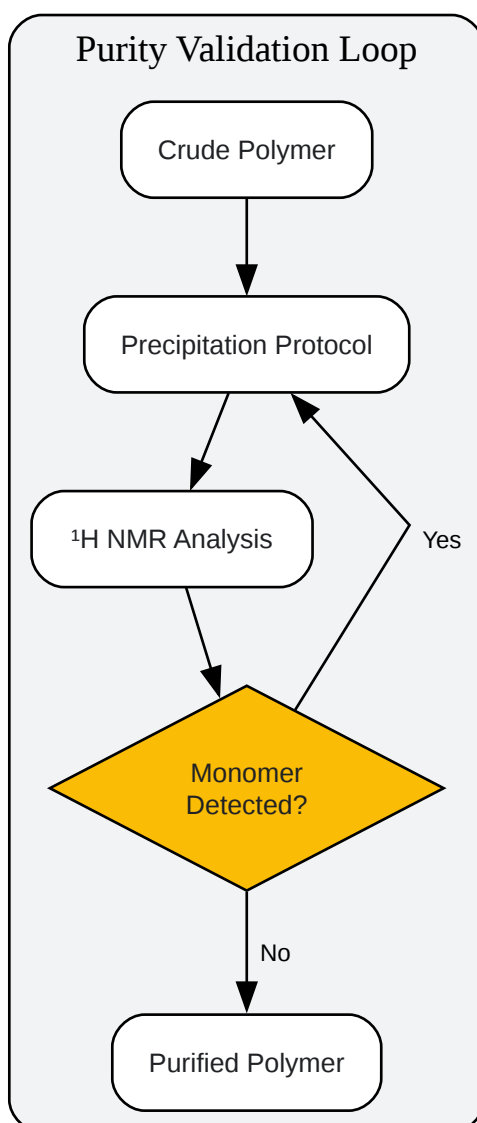 Purity Validation Loop
Crude Polymer
Precipitation Protocol
¹H NMR Analysis
Yes
Monomer
Detected?
No
Purified Polymer